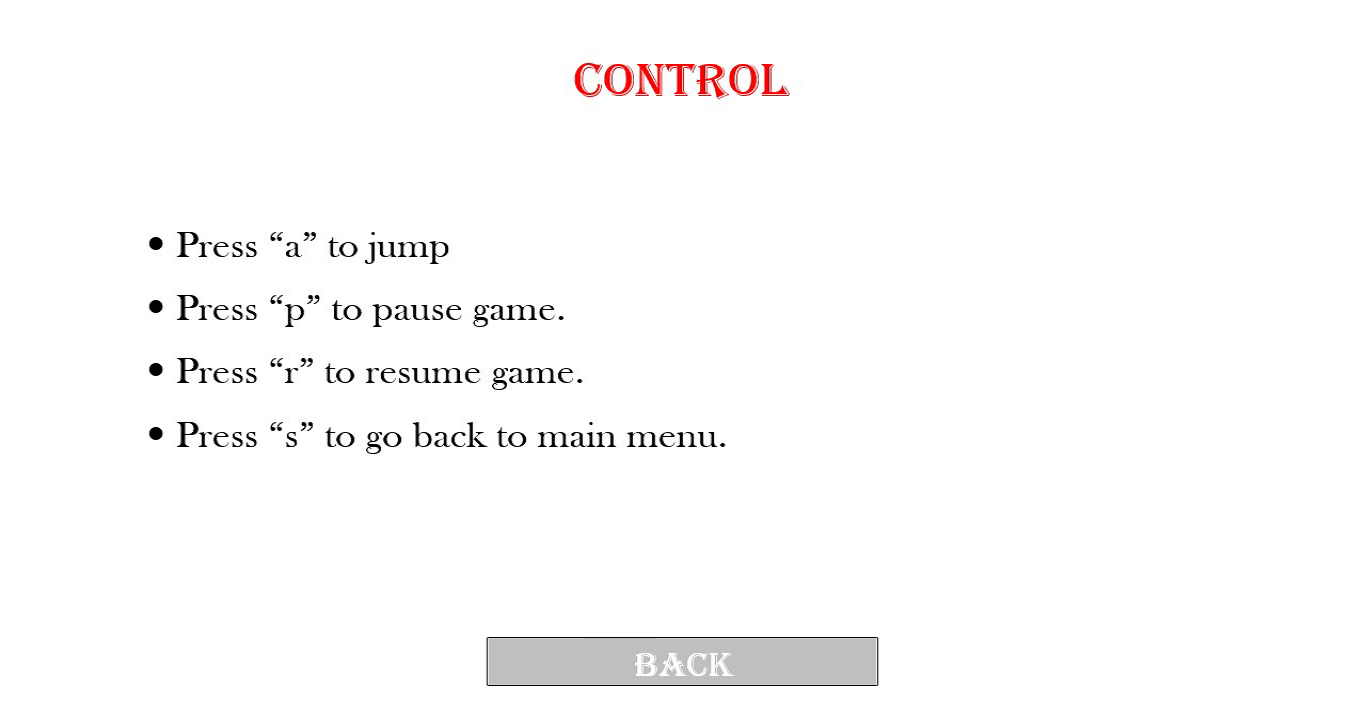 CONTROL
• Press “a” to jump
• Press “p” to pause game.
• Press “r” to resume game.
• Press “s” to go back to main menu.
BACK